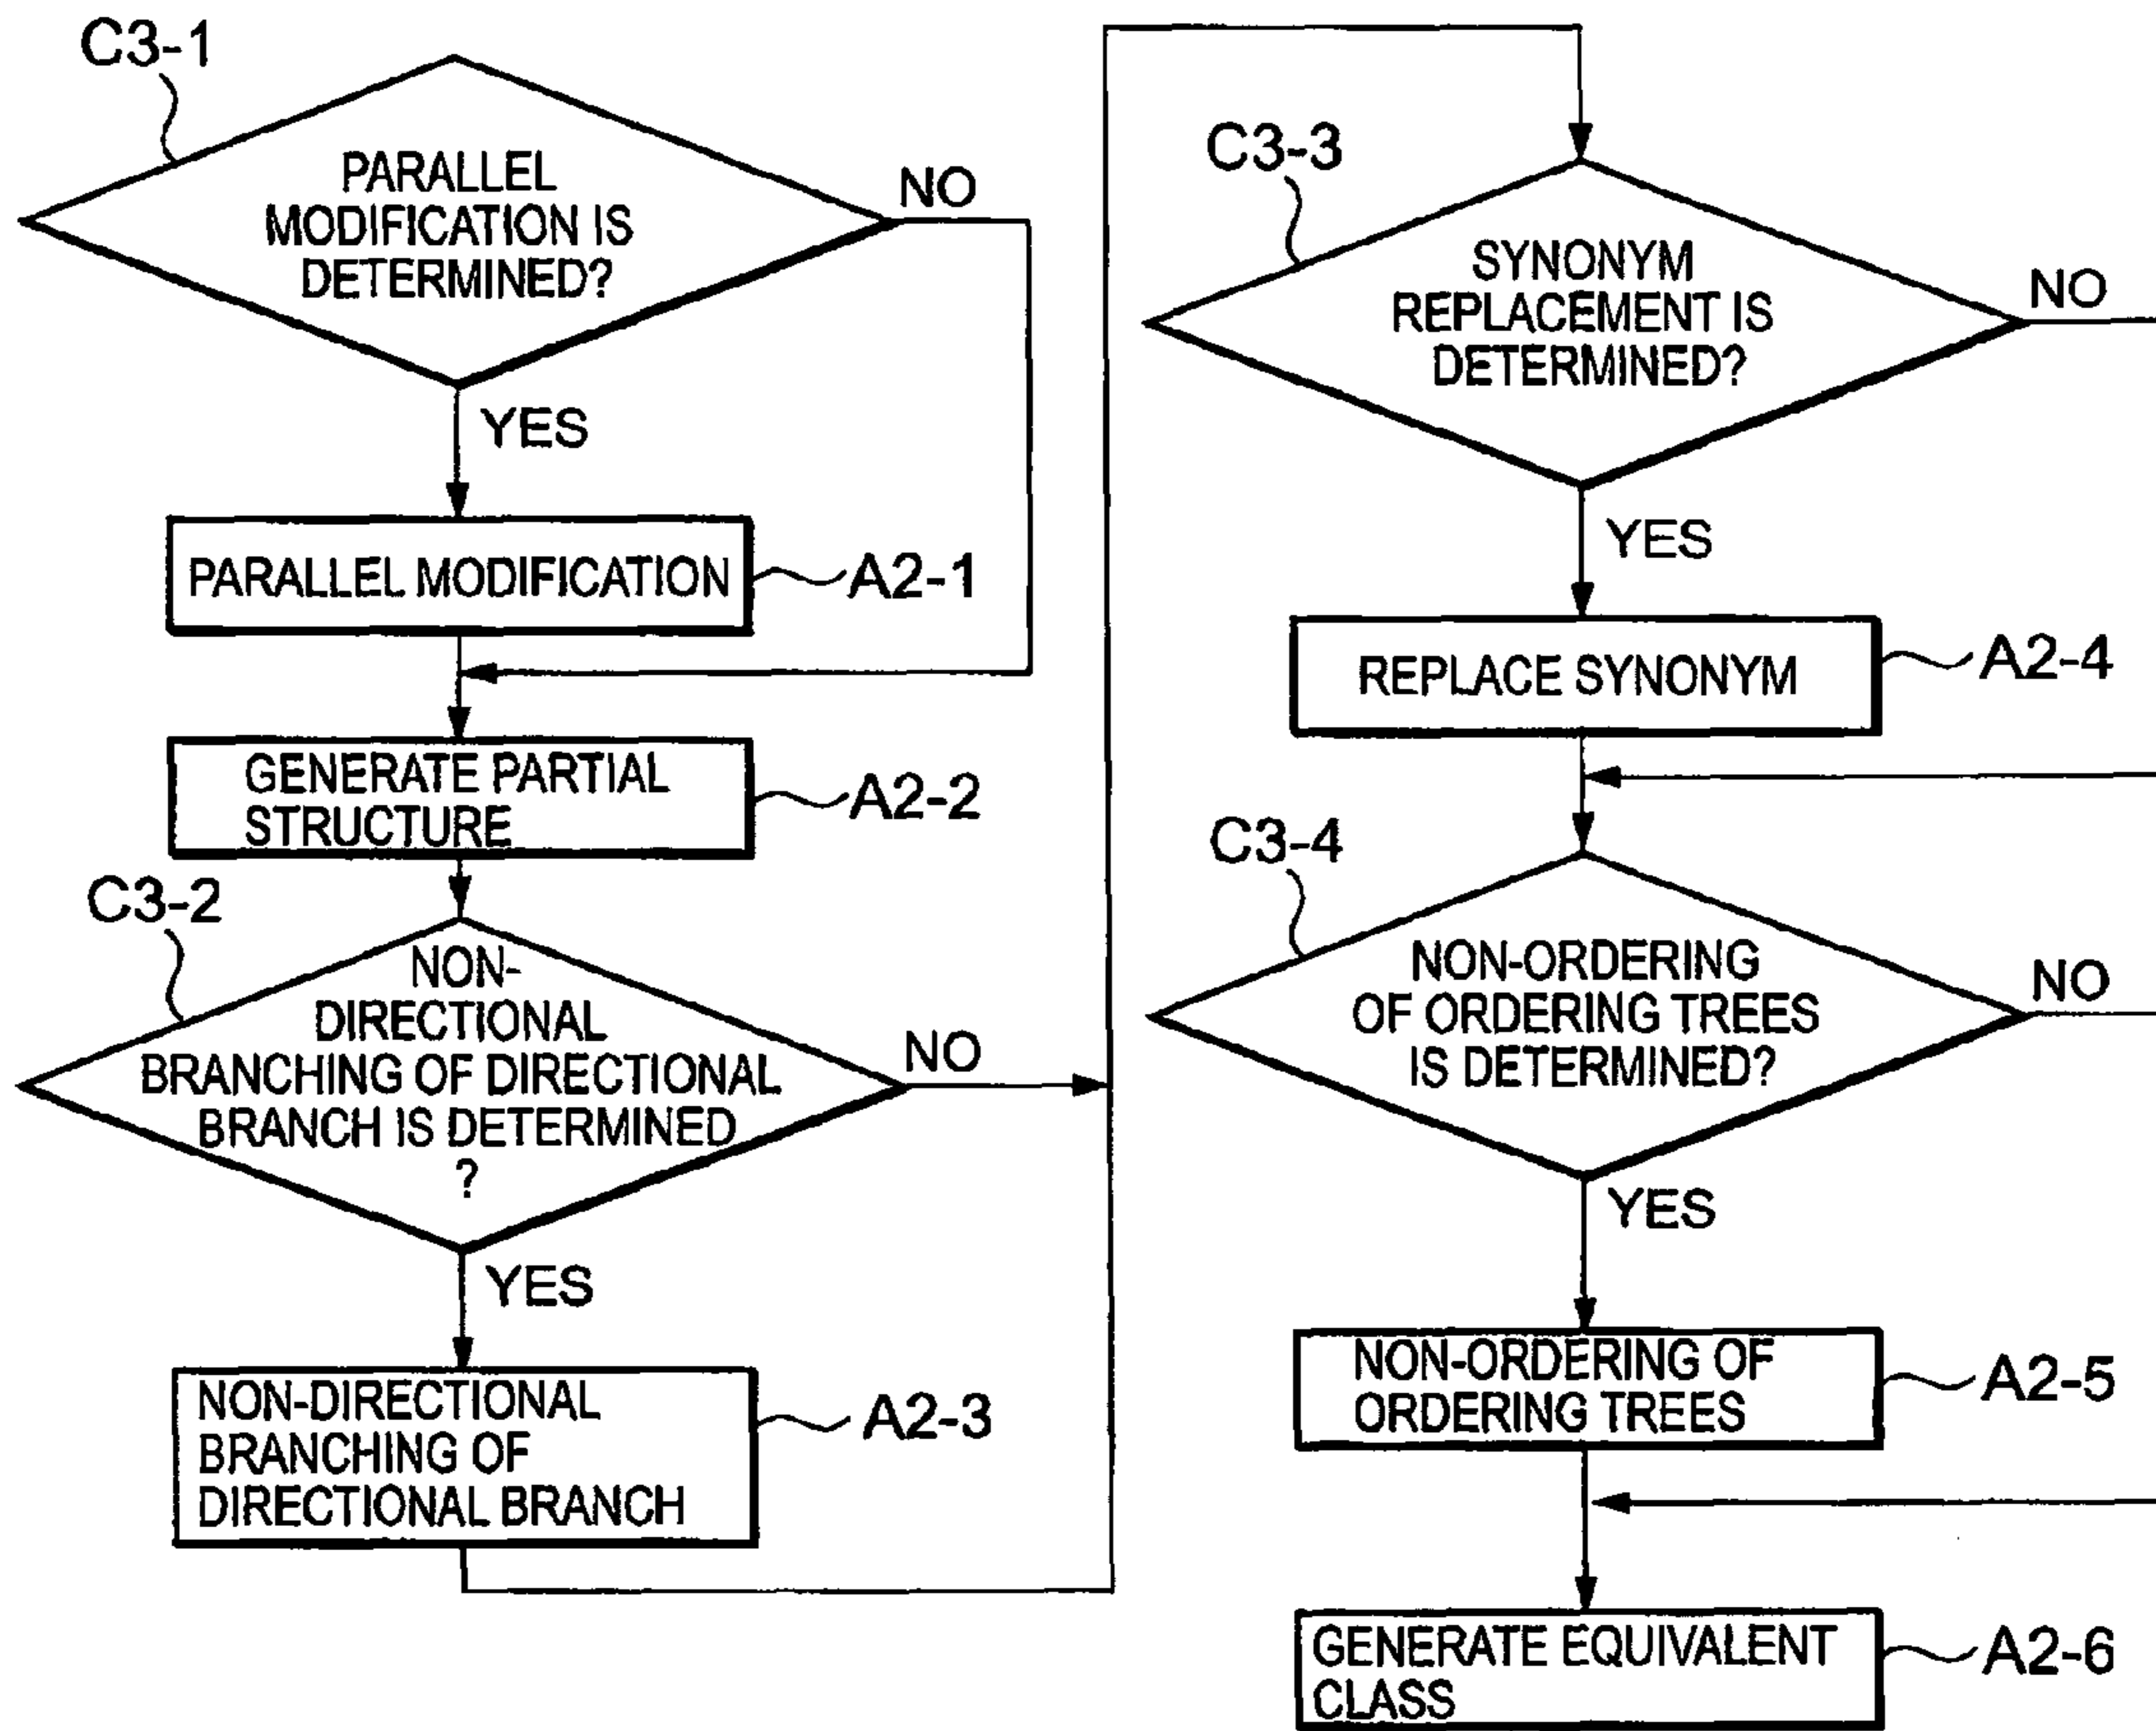 C3-1
PARALLEL
MODIFICATION IS
DETERMINED?
NO
YES
PARALLEL MODIFICATION
A2-1
GENERATE PARTIAL
STRUCTURE
A2-2
C3-2
NON-
DIRECTIONAL
BRANCHING OF DIRECTIONAL
BRANCH IS DETERMINED
?
NO
YES
NON-DIRECTIONAL
BRANCHING OF
DIRECTIONAL BRANCH
A2-3
C3-3
SYNONYM
REPLACEMENT IS
DETERMINED?
NO
YES
REPLACE SYNONYM
A2-4
C3-4
NON-ORDERING
OF ORDERING TREES
IS DETERMINED?
NO
YES
NON-ORDERING OF
ORDERING TREES
A2-5
GENERATE EQUIVALENT
CLASS
A2-6